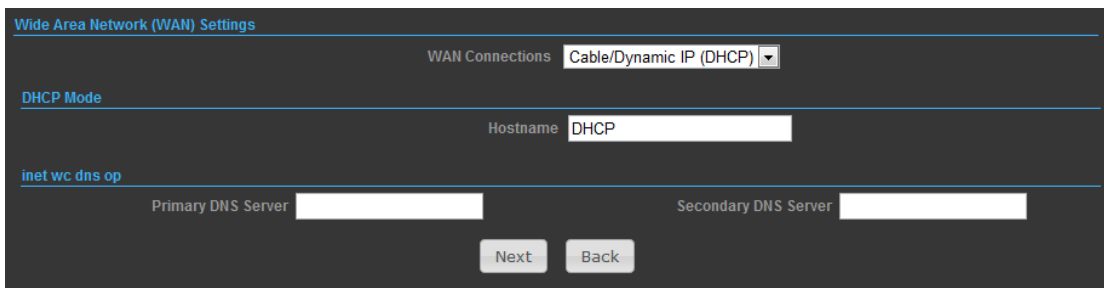 Wide Area Network (WAN) Settings
WAN Connections Cable/Dynamic IP (DHCP)
DHCP Mode
Hostname DHCP
inet wc dns op
Primary DNS Server Secondary DNS Server
Next Back